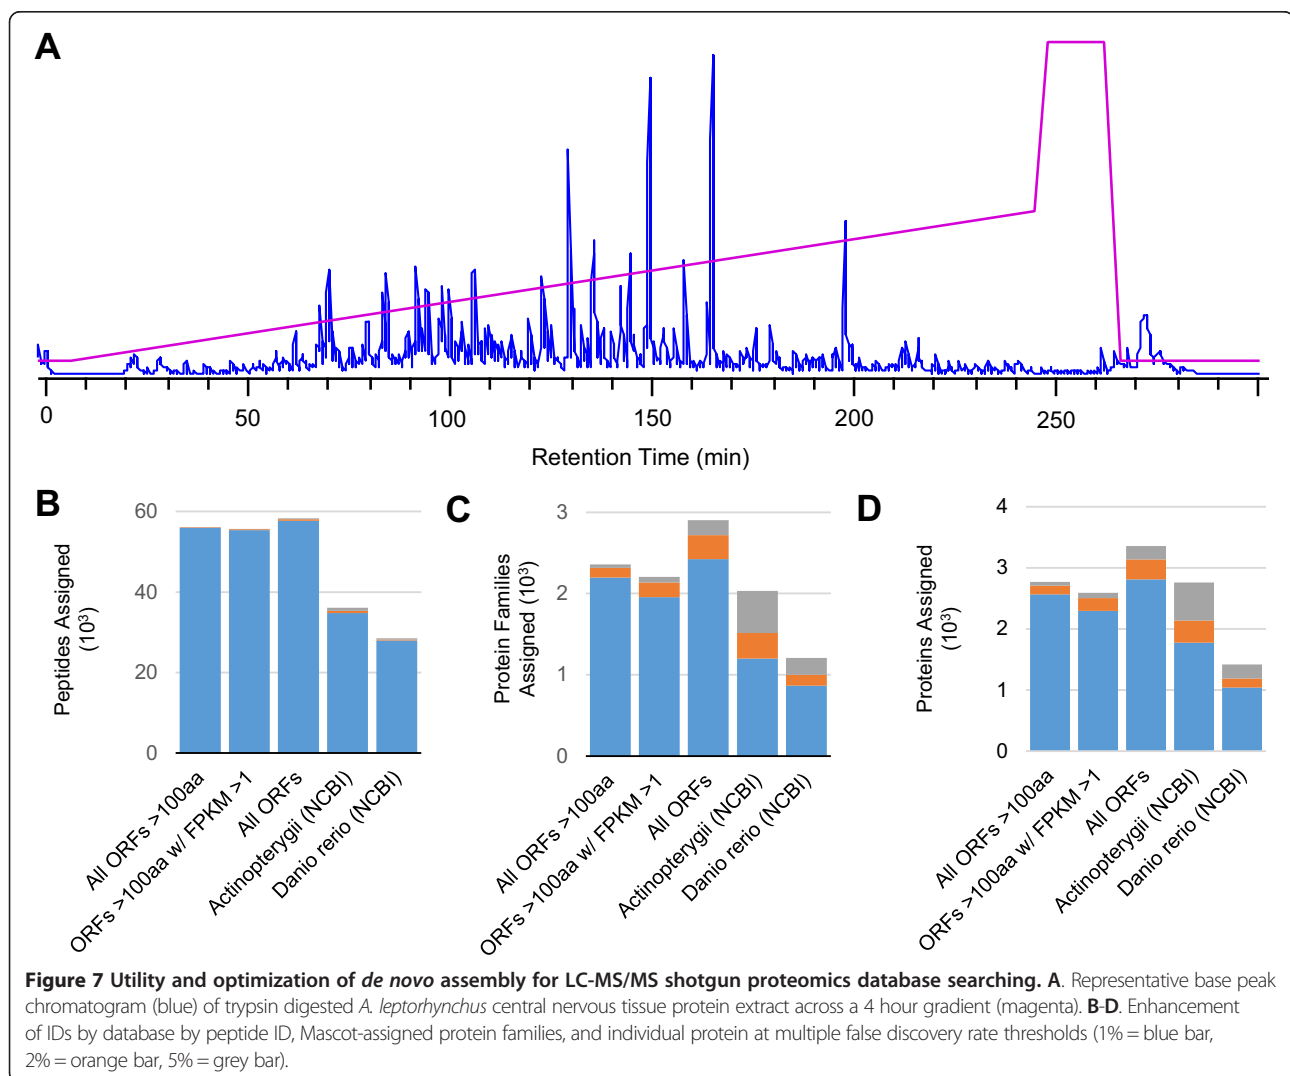 A
0
50
100
150
200
250
Retention Time (min)
B
Peptides Assigned
(10³)
60
40
20
0
All ORFs >100aa
ORFs >100aa w/ FPKM >1
All ORFs
Actinopterygii (NCBI)
Danio rerio (NCBI)
C
Protein Families
Assigned (10³)
3
2
1
0
All ORFs >100aa
ORFs >100aa w/ FPKM >1
All ORFs
Actinopterygii (NCBI)
Danio rerio (NCBI)
D
Proteins Assigned
(10³)
4
3
2
1
0
All ORFs >100aa
ORFs >100aa w/ FPKM >1
All ORFs
Actinopterygii (NCBI)
Danio rerio (NCBI)
Figure 7 Utility and optimization of de novo assembly for LC-MS/MS shotgun proteomics database searching. A. Representative base peak
chromatogram (blue) of trypsin digested A. leptorhynchus central nervous tissue protein extract across a 4 hour gradient (magenta). B-D. Enhancement
of IDs by database by peptide ID, Mascot-assigned protein families, and individual protein at multiple false discovery rate thresholds (1% = blue bar,
2% = orange bar, 5% = grey bar).